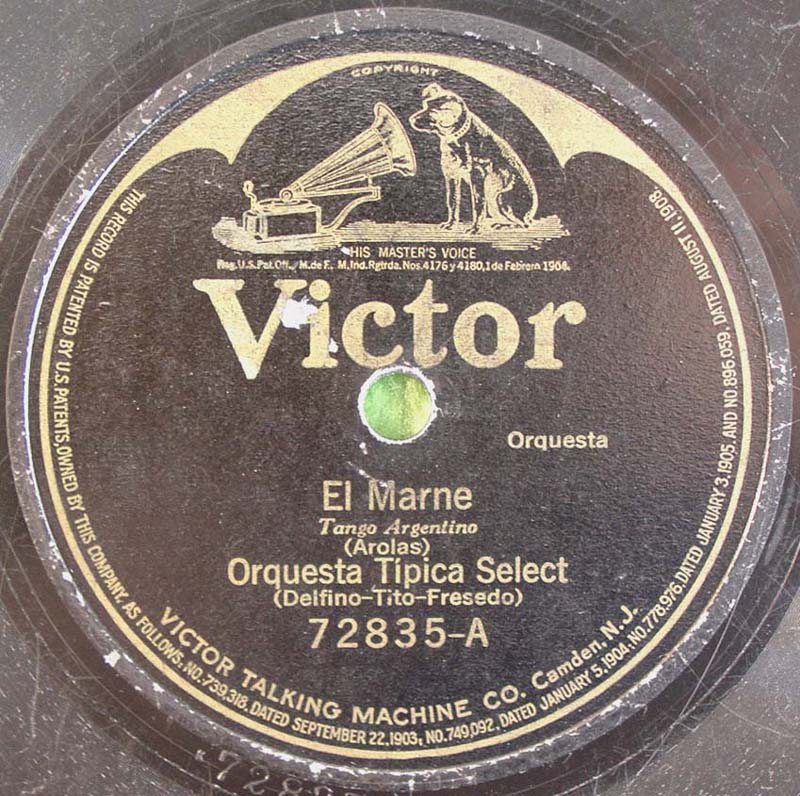 COPYRIGHT
HIS MASTER'S VOICE
Reg.U.S.Pat.Off., M.de F., M.Ind.Rgtrda.Nos.4176 y 4180,1 de Febrero 1904.
Victor
Orquesta
El Marne
Tango Argentino
(Arolas)
Orquesta Típica Select
(Delfino-Tito-Fresedo)
72835-A
VICTOR TALKING MACHINE CO. Camden, N.J.
THIS RECORD IS PATENTED BY U.S. PATENTS, OWNED BY THIS COMPANY, AS FOLLOWS: NO.739,318, DATED SEPTEMBER 22,1903; NO.749,092, DATED JANUARY 5,1904; NO.778,976, DATED JANUARY 3,1905, AND NO.896,059, DATED AUGUST 11,1908.